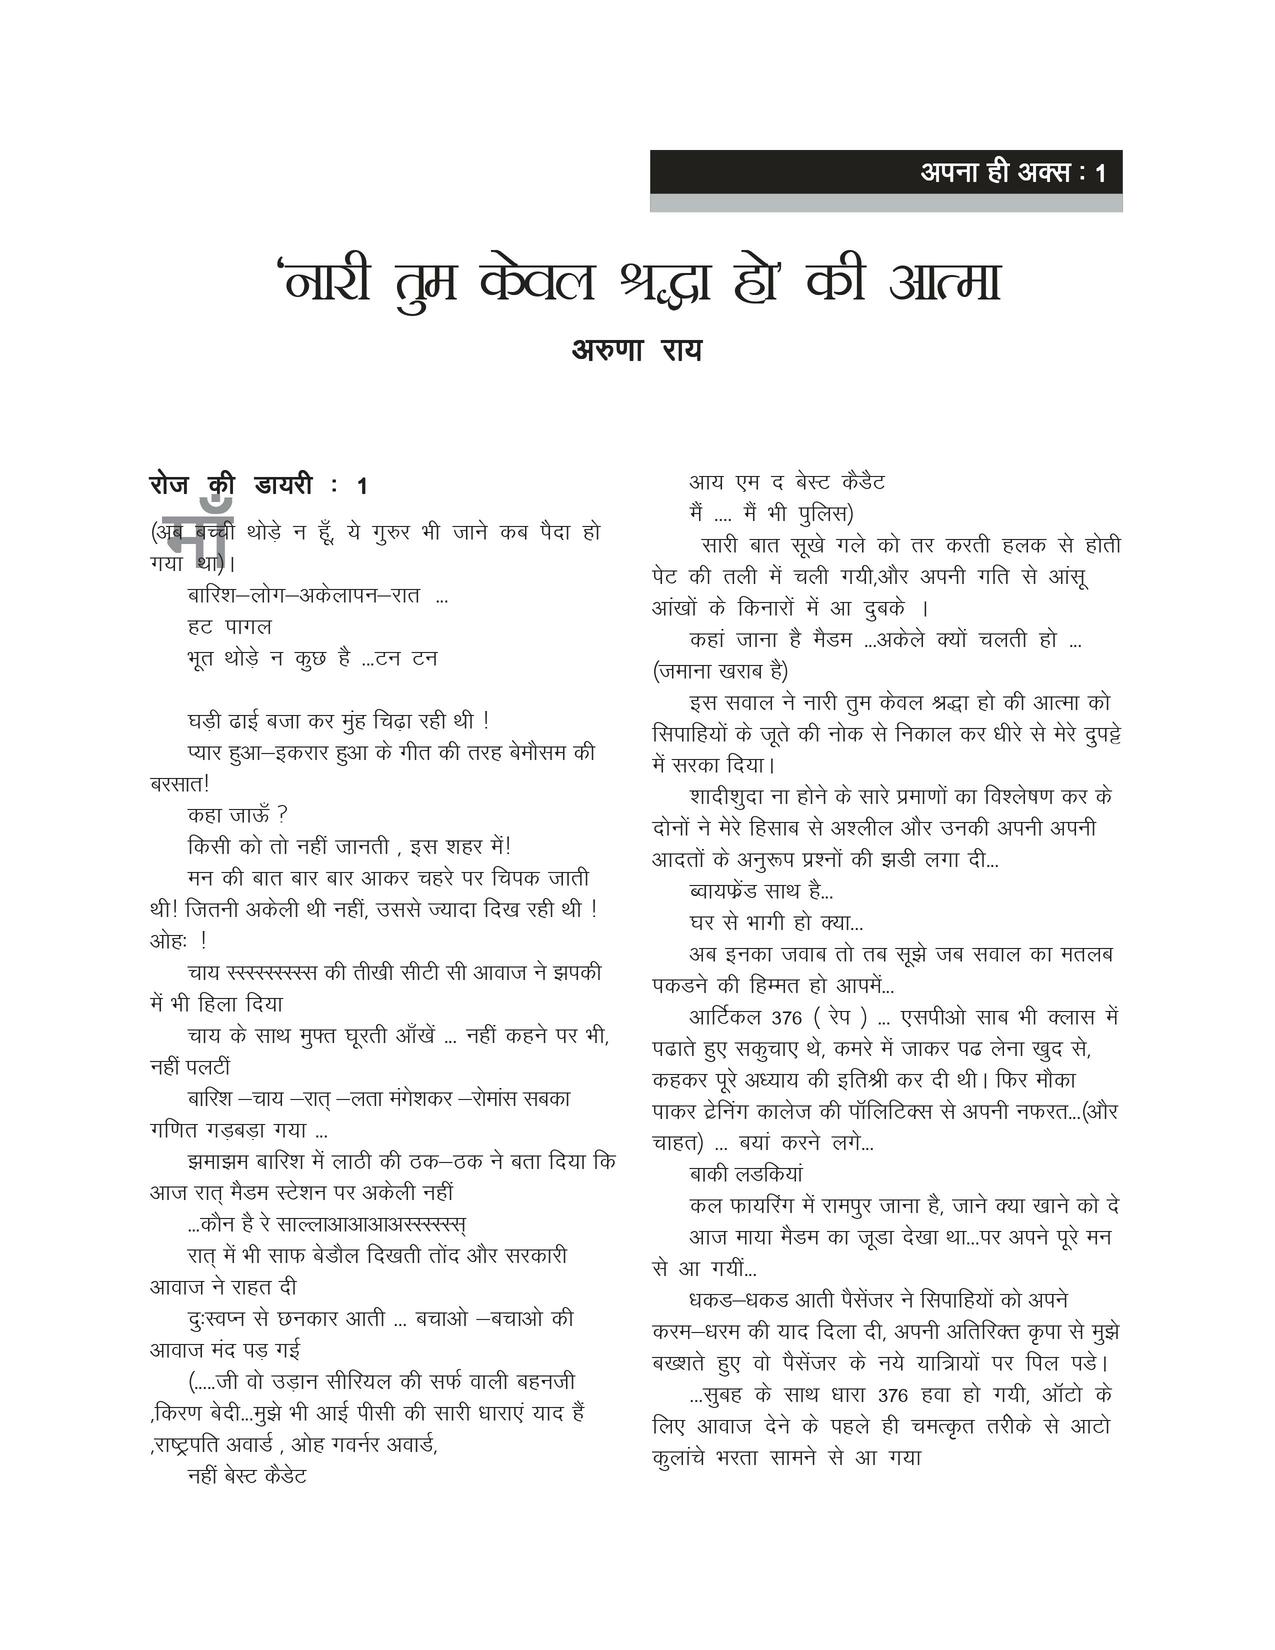 अपना ही अक्स : 1
‘नारी तुम केवल श्रद्धा हो’ की आत्मा
अरुणा राय
रोज की डायरी : 1
माँ
(अब बच्ची थोड़े न हूँ, ये गुरुर भी जाने कब पैदा हो
गया था)।
बारिश–लोग–अकेलापन–रात ...
हट पागल
भूत थोड़े न कुछ है ...टन टन
घड़ी ढाई बजा कर मुंह चिढ़ा रही थी !
प्यार हुआ–इकरार हुआ के गीत की तरह बेमौसम की
बरसात!
कहा जाऊँ ?
किसी को तो नहीं जानती , इस शहर में!
मन की बात बार बार आकर चहरे पर चिपक जाती
थी! जितनी अकेली थी नहीं, उससे ज्यादा दिख रही थी !
ओहः !
चाय स्स्स्स्स्स्स्स्स की तीखी सीटी सी आवाज ने झपकी
में भी हिला दिया
चाय के साथ मुफ्त घूरती आँखें ... नहीं कहने पर भी,
नहीं पलटीं
बारिश –चाय –रात् –लता मंगेशकर –रोमांस सबका
गणित गड़बड़ा गया ...
झमाझम बारिश में लाठी की ठक–ठक ने बता दिया कि
आज रात् मैडम स्टेशन पर अकेली नहीं
...कौन है रे साल्लाआआआअस्स्स्स्स्स्
रात् में भी साफ बेडौल दिखती तोंद और सरकारी
आवाज ने राहत दी
दुःस्वप्न से छनकार आती ... बचाओ –बचाओ की
आवाज मंद पड़ गई
(.....जी वो उड़ान सीरियल की सर्फ वाली बहनजी
,किरण बेदी...मुझे भी आई पीसी की सारी धाराएं याद हैं
,राष्ट्रपति अवार्ड , ओह गवर्नर अवार्ड,
नहीं बेस्ट कैडेट
आय एम द बेस्ट कैडैट
मैं .... मैं भी पुलिस)
सारी बात सूखे गले को तर करती हलक से होती
पेट की तली में चली गयी,और अपनी गति से आंसू
आंखों के किनारों में आ दुबके ।
कहां जाना है मैडम ...अकेले क्यों चलती हो ...
(जमाना खराब है)
इस सवाल ने नारी तुम केवल श्रद्धा हो की आत्मा को
सिपाहियों के जूते की नोक से निकाल कर धीरे से मेरे दुपट्टे
में सरका दिया।
शादीशुदा ना होने के सारे प्रमाणों का विश्लेषण कर के
दोनों ने मेरे हिसाब से अश्लील और उनकी अपनी अपनी
आदतों के अनुरूप प्रश्नों की झडी लगा दी...
ब्वायफ्रेंड साथ है...
घर से भागी हो क्या...
अब इनका जवाब तो तब सूझे जब सवाल का मतलब
पकडने की हिम्मत हो आपमें...
आर्टिकल 376 ( रेप ) ... एसपीओ साब भी क्लास में
पढाते हुए सकुचाए थे, कमरे में जाकर पढ लेना खुद से,
कहकर पूरे अध्याय की इतिश्री कर दी थी। फिर मौका
पाकर ट्रेनिंग कालेज की पॉलिटिक्स से अपनी नफरत...(और
चाहत) ... बयां करने लगे...
बाकी लडकियां
कल फायरिंग में रामपुर जाना है, जाने क्या खाने को दे
आज माया मैडम का जूडा देखा था...पर अपने पूरे मन
से आ गयीं...
धकड–धकड आती पैसेंजर ने सिपाहियों को अपने
करम–धरम की याद दिला दी, अपनी अतिरिक्त कृपा से मुझे
बख्शते हुए वो पैसेंजर के नये यात्रिायों पर पिल पडे।
...सुबह के साथ धारा 376 हवा हो गयी, ऑटो के
लिए आवाज देने के पहले ही चमत्कृत तरीके से आटो
कुलांचे भरता सामने से आ गया